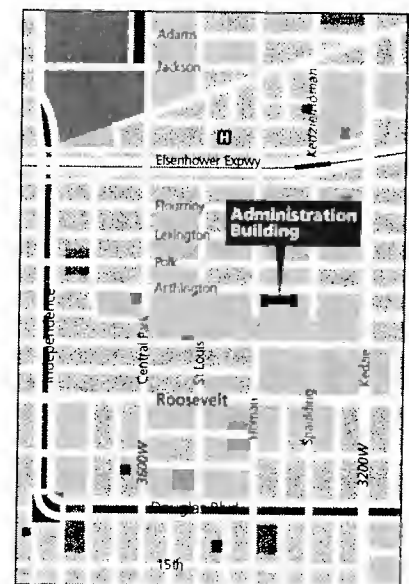 Adams
Jackson
Kedzie/Homan
H
Eisenhower Expwy
Flournoy
Lexington
Polk
Arthington
Administration
Building
Independence
Central Park
St Louis
Kedzie
Roosevelt
Homan
Spaulding
3600W
3200W
Douglas Blvd
15th